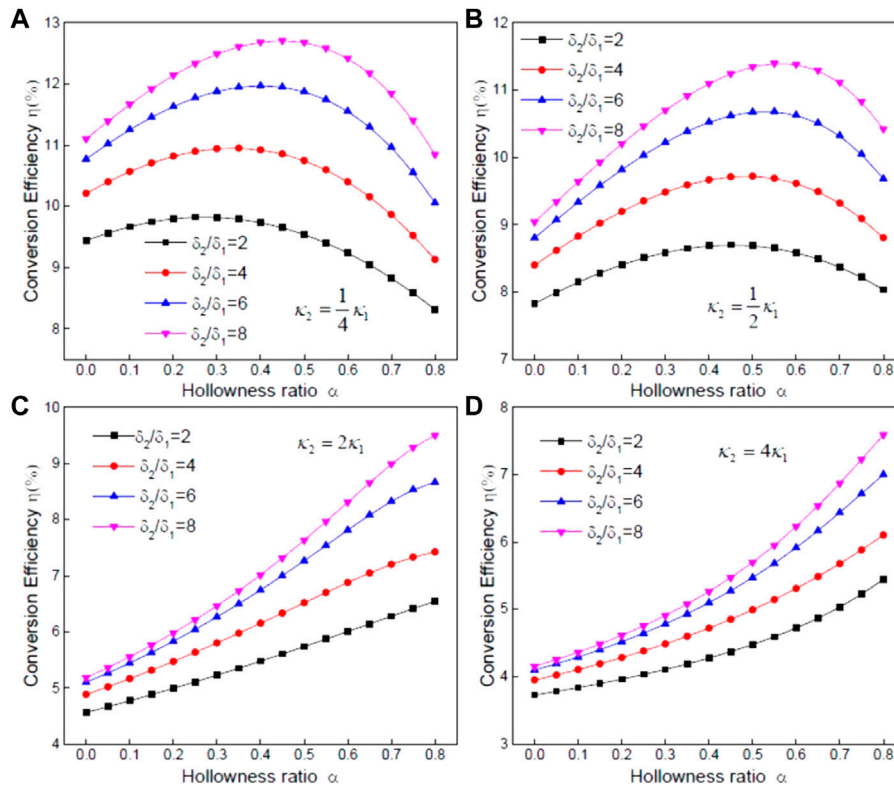 A
Conversion Efficiency η(%)
13
12
11
10
9
8
δ₂/δ₁=2
δ₂/δ₁=4
δ₂/δ₁=6
δ₂/δ₁=8
κ₂ = 1/4 κ₁
0.0 0.1 0.2 0.3 0.4 0.5 0.6 0.7 0.8
Hollowness ratio α
B
Conversion Efficiency η(%)
12
11
10
9
8
7
δ₂/δ₁=2
δ₂/δ₁=4
δ₂/δ₁=6
δ₂/δ₁=8
κ₂ = 1/2 κ₁
0.0 0.1 0.2 0.3 0.4 0.5 0.6 0.7 0.8
Hollowness ratio α
C
Conversion Efficiency η(%)
10
9
8
7
6
5
4
δ₂/δ₁=2
δ₂/δ₁=4
δ₂/δ₁=6
δ₂/δ₁=8
κ₂ = 2κ₁
0.0 0.1 0.2 0.3 0.4 0.5 0.6 0.7 0.8
Hollowness ratio α
D
Conversion Efficiency η(%)
8
7
6
5
4
3
δ₂/δ₁=2
δ₂/δ₁=4
δ₂/δ₁=6
δ₂/δ₁=8
κ₂ = 4κ₁
0.0 0.1 0.2 0.3 0.4 0.5 0.6 0.7 0.8
Hollowness ratio α